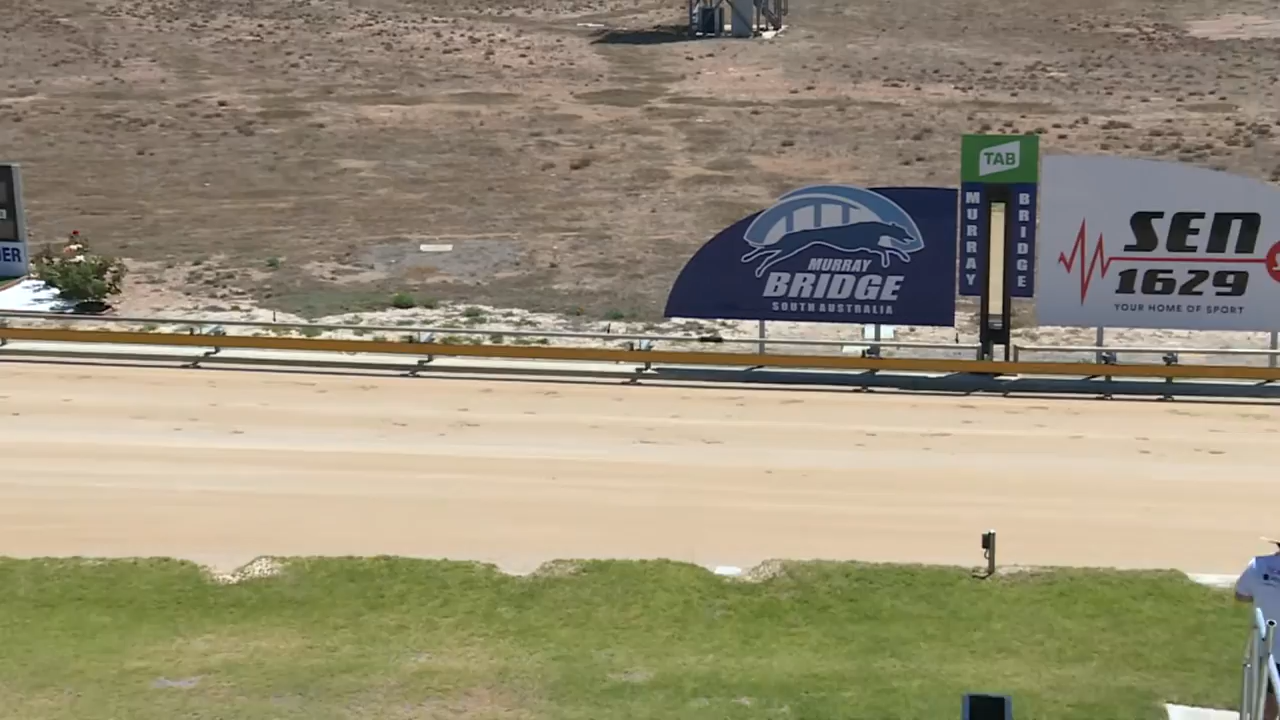 TAB
MURRAY
BRIDGE
MURRAY
BRIDGE
SOUTH AUSTRALIA
SEN
1629
YOUR HOME OF SPORT